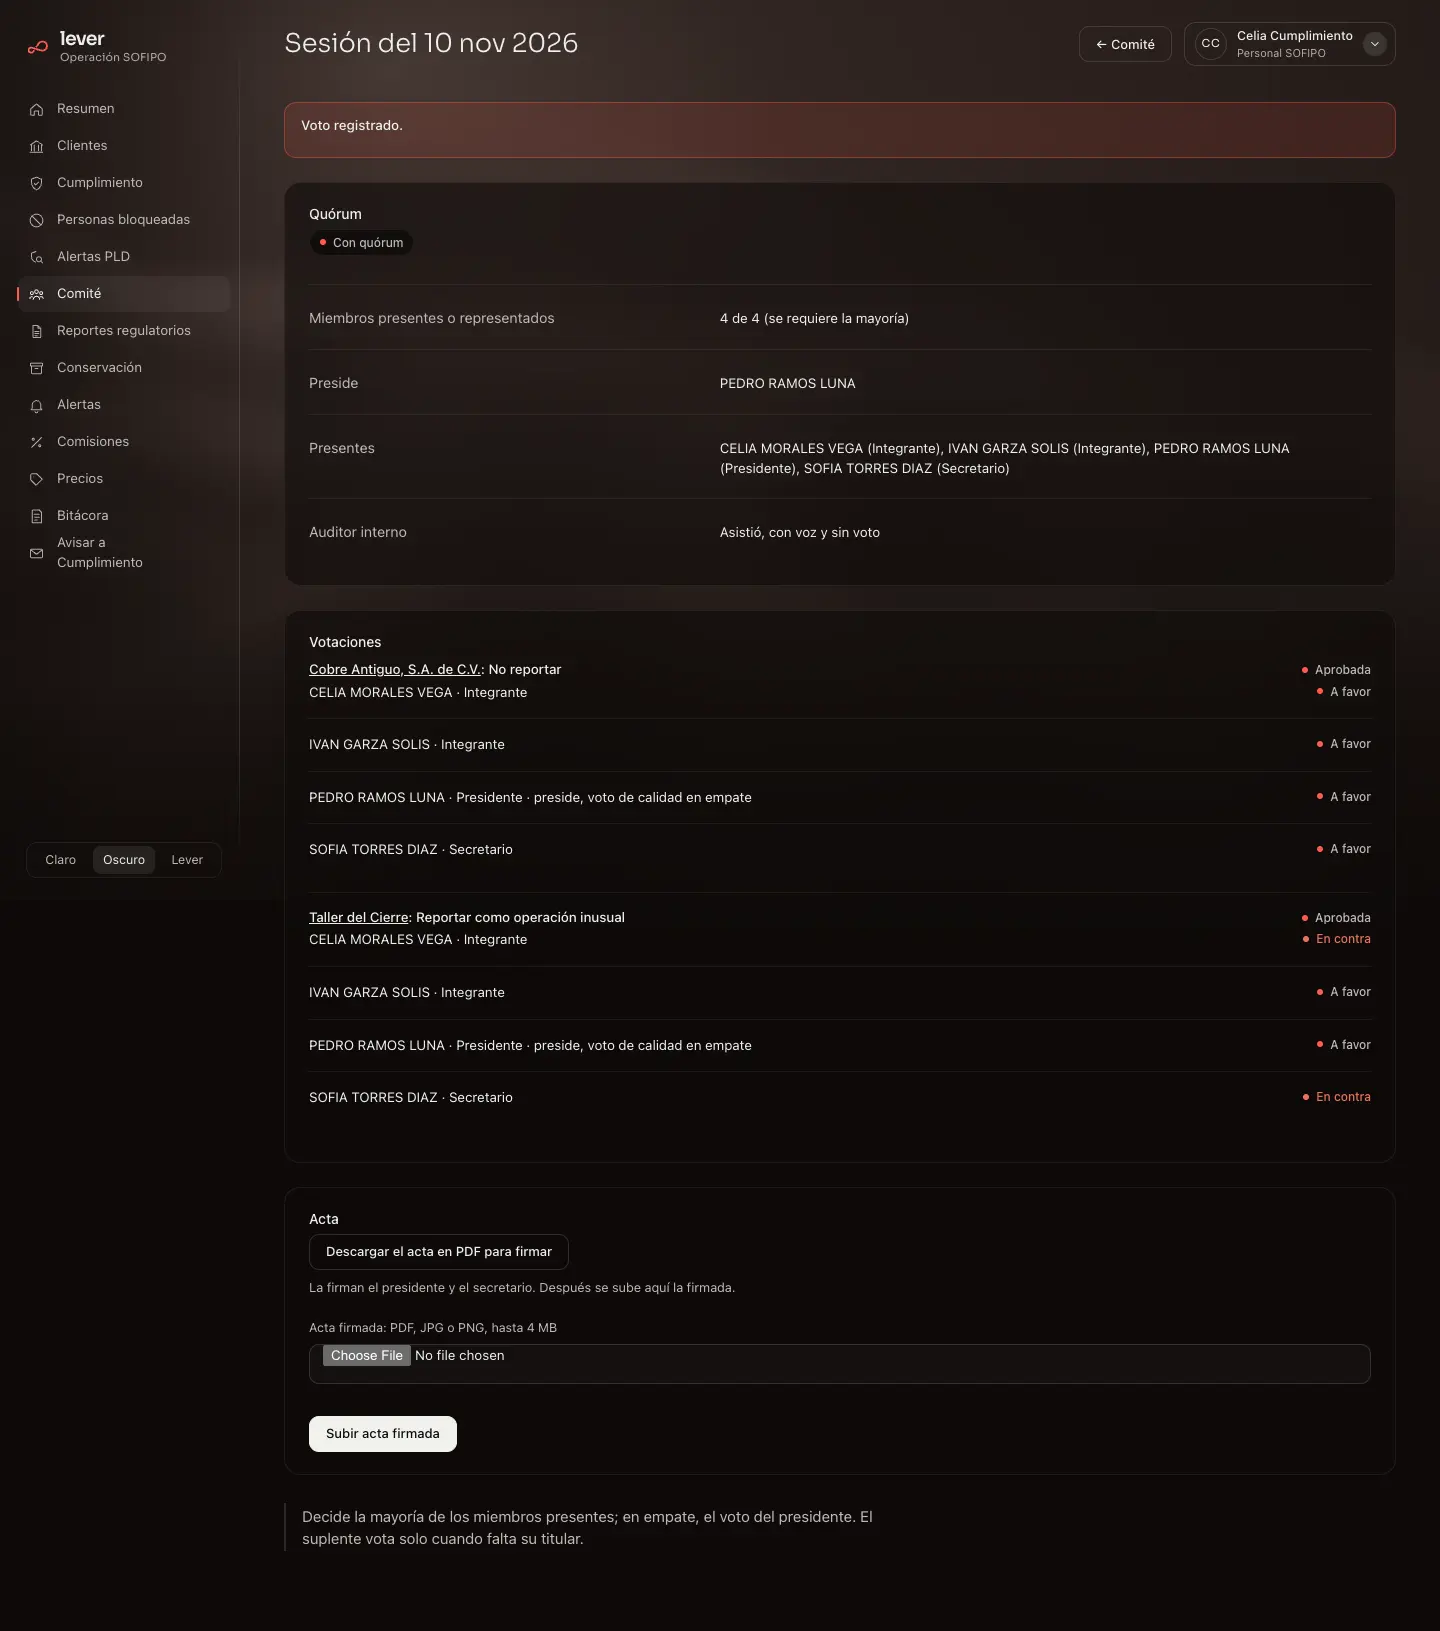 lever
Operación SOFIPO
Resumen
Clientes
Cumplimiento
Personas bloqueadas
Alertas PLD
Comité
Reportes regulatorios
Conservación
Alertas
Comisiones
Precios
Bitácora
Avisar a
Cumplimiento
Claro Oscuro Lever
Sesión del 10 nov 2026
← Comité
CC
Celia Cumplimiento
Personal SOFIPO
Voto registrado.
Quórum
Con quórum
Miembros presentes o representados 4 de 4 (se requiere la mayoría)
Preside PEDRO RAMOS LUNA
Presentes CELIA MORALES VEGA (Integrante), IVAN GARZA SOLIS (Integrante), PEDRO RAMOS LUNA
(Presidente), SOFIA TORRES DIAZ (Secretario)
Auditor interno Asistió, con voz y sin voto
Votaciones
Cobre Antiguo, S.A. de C.V.: No reportar Aprobada
CELIA MORALES VEGA · Integrante A favor
IVAN GARZA SOLIS · Integrante A favor
PEDRO RAMOS LUNA · Presidente · preside, voto de calidad en empate A favor
SOFIA TORRES DIAZ · Secretario A favor
Taller del Cierre: Reportar como operación inusual Aprobada
CELIA MORALES VEGA · Integrante En contra
IVAN GARZA SOLIS · Integrante A favor
PEDRO RAMOS LUNA · Presidente · preside, voto de calidad en empate A favor
SOFIA TORRES DIAZ · Secretario En contra
Acta
Descargar el acta en PDF para firmar
La firman el presidente y el secretario. Después se sube aquí la firmada.
Acta firmada: PDF, JPG o PNG, hasta 4 MB
Choose File No file chosen
Subir acta firmada
Decide la mayoría de los miembros presentes; en empate, el voto del presidente. El
suplente vota solo cuando falta su titular.